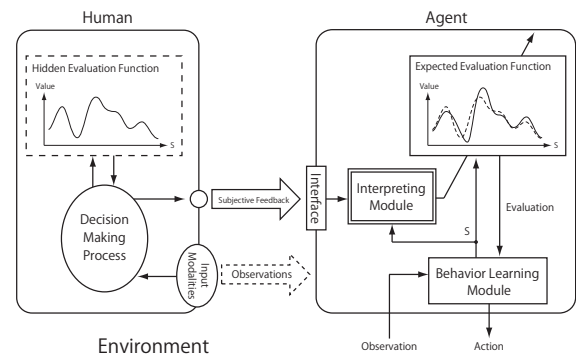 Human
Agent
Hidden Evaluation Function
Value
S
Expected Evaluation Function
Value
S
Decision
Making
Process
Subjective Feedback
Interface
Interpreting
Module
Evaluation
S
Input
Modalities
Observations
Behavior Learning
Module
Environment
Observation
Action